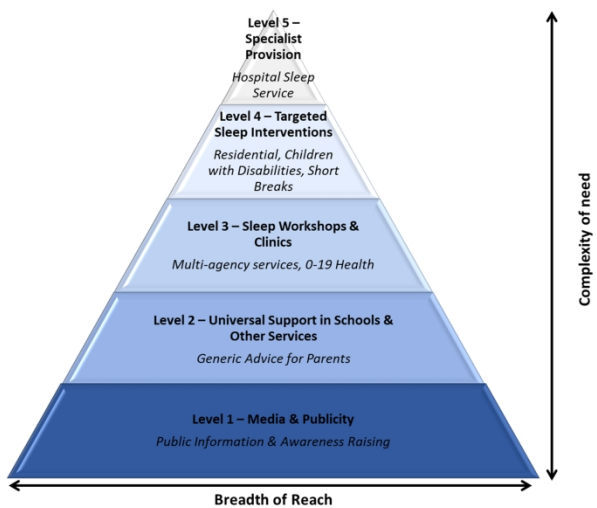 Level 5 –
Specialist
Provision
Hospital Sleep
Service
Level 4 – Targeted
Sleep Interventions
Residential, Children
with Disabilities, Short
Breaks
Level 3 – Sleep Workshops &
Clinics
Multi-agency services, 0-19 Health
Level 2 – Universal Support in Schools &
Other Services
Generic Advice for Parents
Level 1 – Media & Publicity
Public Information & Awareness Raising
Breadth of Reach
Complexity of need